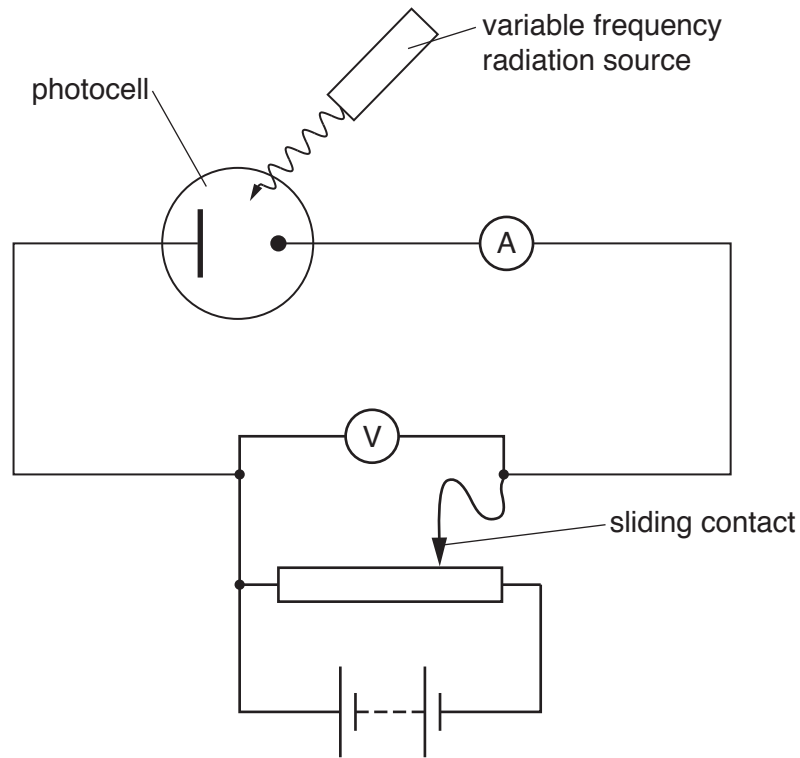 variable frequency
radiation source
photocell
A
V
sliding contact